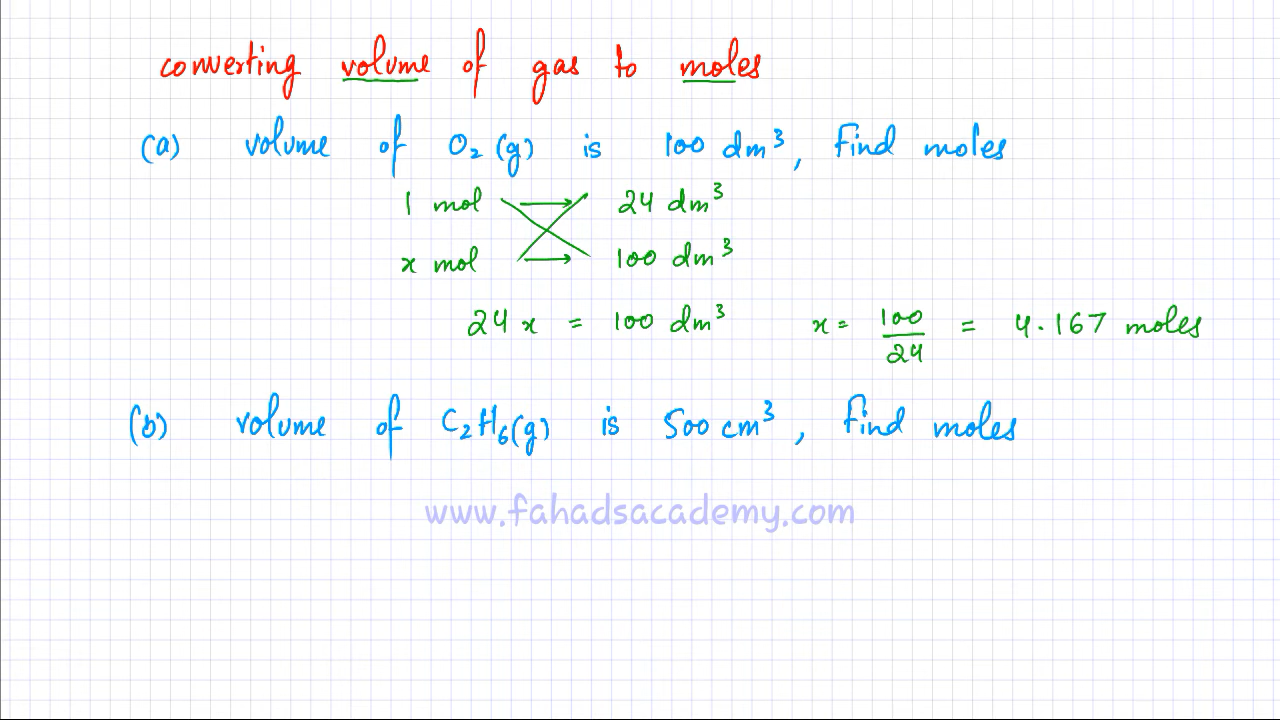 converting volume of gas to moles
(a) volume of O₂(g) is 100 dm³, Find moles
1 mol → 24 dm³
x mol → 100 dm³
24x = 100 dm³ x = 100/24 = 4.167 moles
(b) volume of C₂H₆(g) is 500 cm³, Find moles
www.fahadsacademy.com